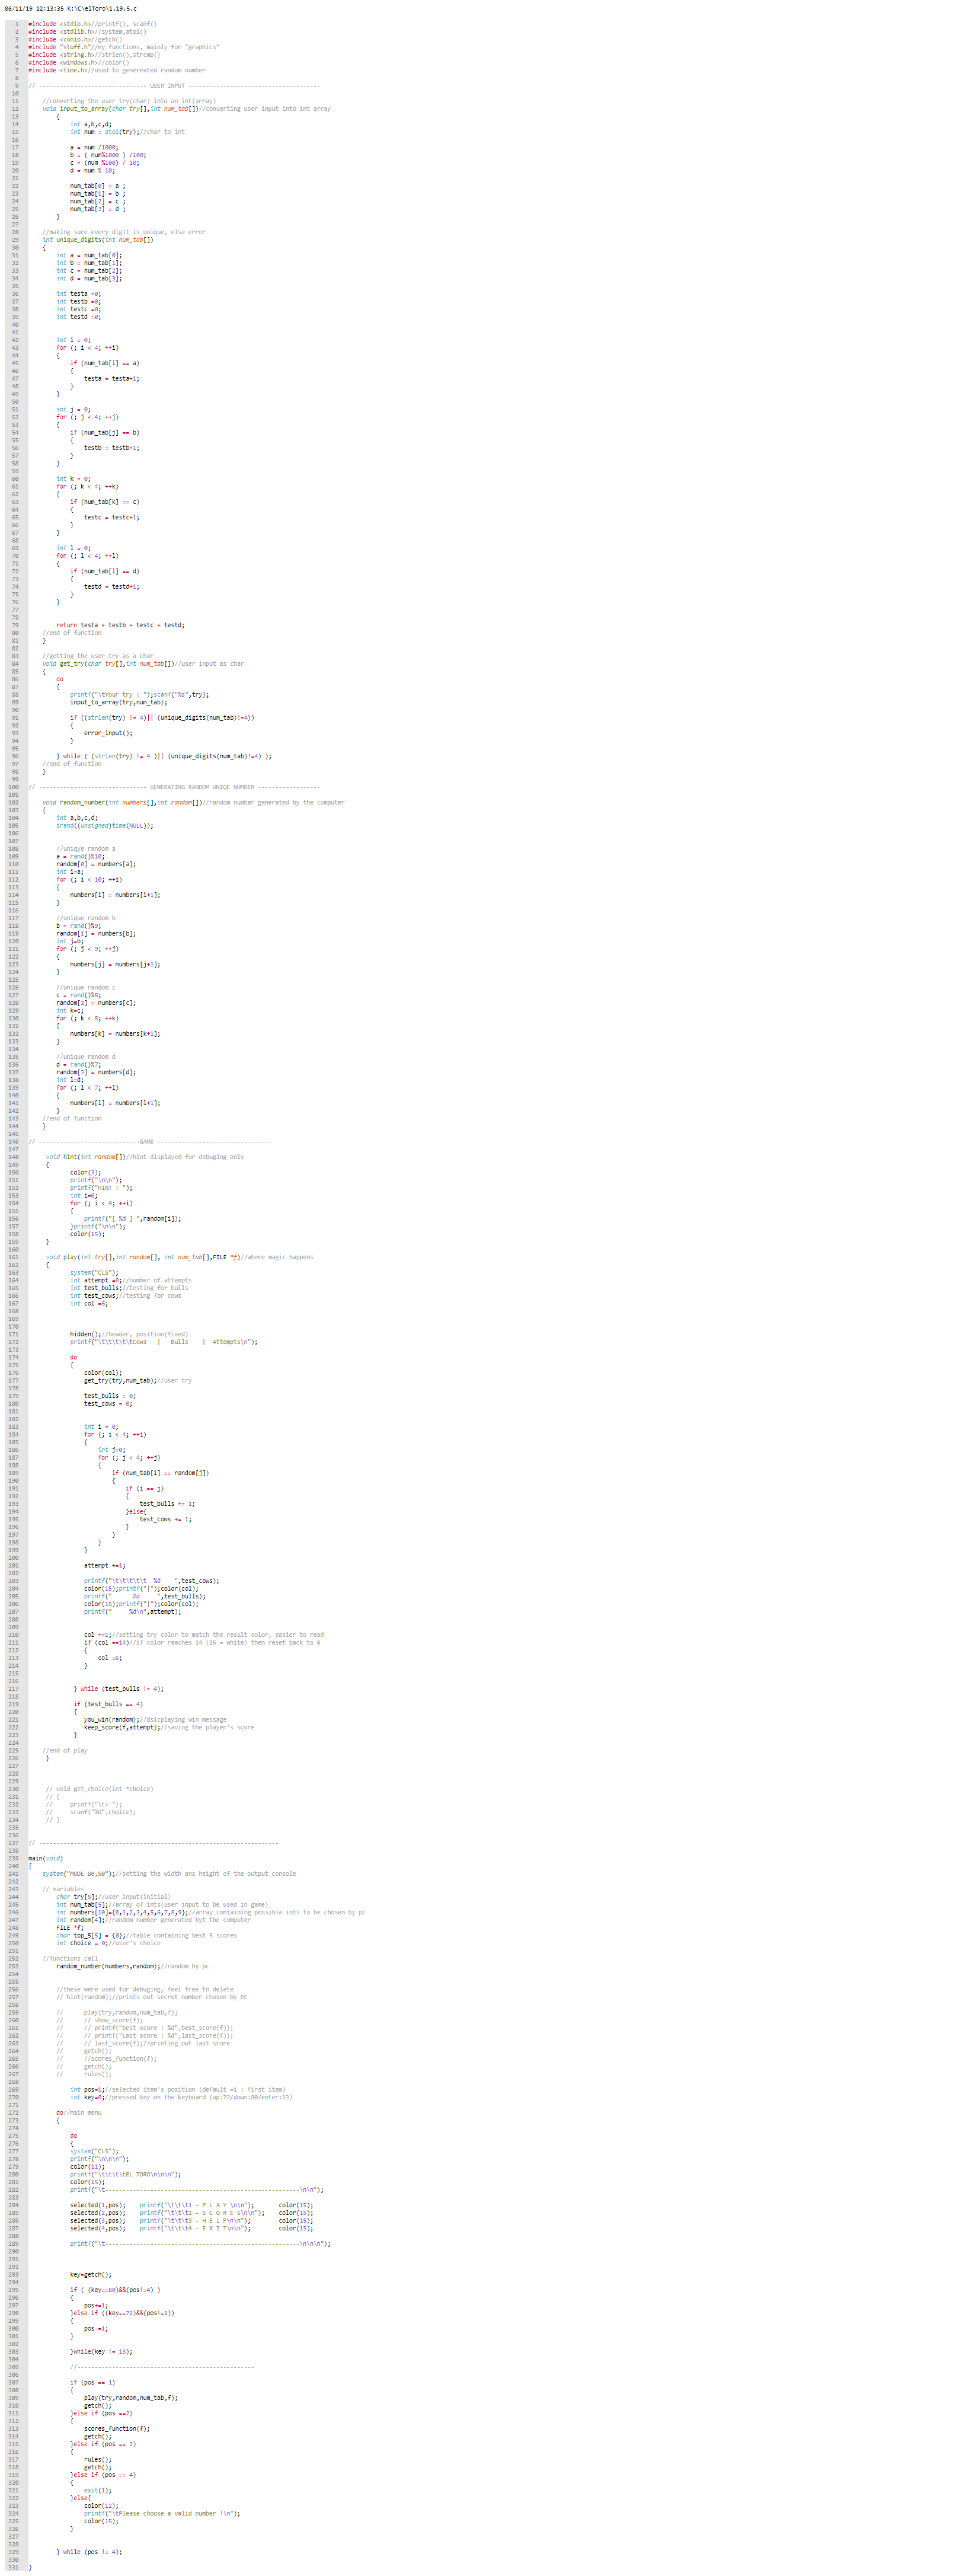 06/11/19 12:13:35 K:\C\elToro\1.19.5.c
1 #include <stdio.h>//printf(), scanf()
2 #include <stdlib.h>//system,atoi()
3 #include <conio.h>//getch()
4 #include "stuff.h"//my functions, mainly for "graphics"
5 #include <string.h>//strlen(),strcmp()
6 #include <windows.h>//color()
7 #include <time.h>//used to genereated random number
8
9 // ------------------------------- USER INPUT --------------------------------------
10
11 //converting the user try(char) into an int(array)
12 void input_to_array(char try[],int num_tab[])//converting user input into int array
13 {
14 int a,b,c,d;
15 int num = atoi(try);//char to int
16
17 a = num /1000;
18 b = ( num%1000 ) /100;
19 c = (num %100) / 10;
20 d = num % 10;
21
22 num_tab[0] = a ;
23 num_tab[1] = b ;
24 num_tab[2] = c ;
25 num_tab[3] = d ;
26 }
27
28 //making sure every digit is unique, else error
29 int unique_digits(int num_tab[])
30 {
31 int a = num_tab[0];
32 int b = num_tab[1];
33 int c = num_tab[2];
34 int d = num_tab[3];
35
36 int testa =0;
37 int testb =0;
38 int testc =0;
39 int testd =0;
40
41
42 int i = 0;
43 for (; i < 4; ++i)
44 {
45 if (num_tab[i] == a)
46 {
47 testa = testa+1;
48 }
49 }
50
51 int j = 0;
52 for (; j < 4; ++j)
53 {
54 if (num_tab[j] == b)
55 {
56 testb = testb+1;
57 }
58 }
59
60 int k = 0;
61 for (; k < 4; ++k)
62 {
63 if (num_tab[k] == c)
64 {
65 testc = testc+1;
66 }
67 }
68
69 int l = 0;
70 for (; l < 4; ++l)
71 {
72 if (num_tab[l] == d)
73 {
74 testd = testd+1;
75 }
76 }
77
78
79 return testa + testb + testc + testd;
80 //end of function
81 }
82
83 //getting the user try as a char
84 void get_try(char try[],int num_tab[])//user input as char
85 {
86 do
87 {
88 printf("\tYour try : ");scanf("%s",try);
89 input_to_array(try,num_tab);
90
91 if ((strlen(try) != 4)|| (unique_digits(num_tab)!=4))
92 {
93 error_input();
94 }
95
96 } while ( (strlen(try) != 4 )|| (unique_digits(num_tab)!=4) );
97 //end of function
98 }
99
100 // ------------------------------- GENERATING RANDOM UNIQE NUMBER ------------------
101
102 void random_number(int numbers[],int random[])//random number generated by the computer
103 {
104 int a,b,c,d;
105 srand((unsigned)time(NULL));
106
107
108 //uniqye random a
109 a = rand()%10;
110 random[0] = numbers[a];
111 int i=a;
112 for (; i < 10; ++i)
113 {
114 numbers[i] = numbers[i+1];
115 }
116
117 //unique random b
118 b = rand()%9;
119 random[1] = numbers[b];
120 int j=b;
121 for (; j < 9; ++j)
122 {
123 numbers[j] = numbers[j+1];
124 }
125
126 //unique random c
127 c = rand()%8;
128 random[2] = numbers[c];
129 int k=c;
130 for (; k < 8; ++k)
131 {
132 numbers[k] = numbers[k+1];
133 }
134
135 //unique random d
136 d = rand()%7;
137 random[3] = numbers[d];
138 int l=d;
139 for (; l < 7; ++l)
140 {
141 numbers[l] = numbers[l+1];
142 }
143 //end of function
144 }
145
146 // -----------------------------GAME ---------------------------------
147
148 void hint(int random[])//hint displayed for debuging only
149 {
150 color(3);
151 printf("\n\n");
152 printf("HINT : ");
153 int i=0;
154 for (; i < 4; ++i)
155 {
156 printf("[ %d ] ",random[i]);
157 }printf("\n\n");
158 color(15);
159 }
160
161 void play(int try[],int random[], int num_tab[],FILE *f)//where magic happens
162 {
163 system("CLS");
164 int attempt =0;//number of attempts
165 int test_bulls;//testing for bulls
166 int test_cows;//testing for cows
167 int col =6;
168
169
170
171 hidden();//header, position(fixed)
172 printf("\t\t\t\t\tCows | Bulls | Attempts\n");
173
174 do
175 {
176 color(col);
177 get_try(try,num_tab);//user try
178
179 test_bulls = 0;
180 test_cows = 0;
181
182
183 int i = 0;
184 for (; i < 4; ++i)
185 {
186 int j=0;
187 for (; j < 4; ++j)
188 {
189 if (num_tab[i] == random[j])
190 {
191 if (i == j)
192 {
193 test_bulls += 1;
194 }else{
195 test_cows += 1;
196 }
197 }
198 }
199 }
200
201 attempt +=1;
202
203 printf("\t\t\t\t\t %d ",test_cows);
204 color(15);printf("|");color(col);
205 printf(" %d ",test_bulls);
206 color(15);printf("|");color(col);
207 printf(" %d\n",attempt);
208
209
210 col +=1;//setting try color to match the result color, easier to read
211 if (col ==14)//if color reaches 14 (15 = white) then reset back to 6
212 {
213 col =6;
214 }
215
216
217 } while (test_bulls != 4);
218
219 if (test_bulls == 4)
220 {
221 you_win(random);//dsicplaying win message
222 keep_score(f,attempt);//saving the player's score
223 }
224
225 //end of play
226 }
227
228
229
230 // void get_choice(int *choice)
231 // {
232 // printf("\t> ");
233 // scanf("%d",choice);
234 // }
235
236
237 // ---------------------------------------------------------------------
238
239 main(void)
240 {
241 system("MODE 80,50");//setting the width ans height of the output console
242
243 // variables
244 char try[5];//user input(initial)
245 int num_tab[5];//array of ints(user input to be used in game)
246 int numbers[10]={0,1,2,3,4,5,6,7,8,9};//array containing possible ints to be chosen by pc
247 int random[4];//random number generated byt the computer
248 FILE *f;
249 char top_5[5] = {0};//table containing best 5 scores
250 int choice = 0;//user's choice
251
252 //functions call
253 random_number(numbers,random);//random by pc
254
255
256 //these were used for debuging, feel free to delete
257 // hint(random);//prints out secret number chosen by PC
258
259 // play(try,random,num_tab,f);
260 // // show_score(f);
261 // // printf("best score : %d",best_score(f));
262 // // printf("Last score : %d",last_score(f));
263 // // last_score(f);//printing out last score
264 // getch();
265 // //scores_function(f);
266 // getch();
267 // rules();
268
269 int pos=1;//selected item's position (default =1 : first item)
270 int key=0;//pressed key on the keyboard (up:72/down:80/enter:13)
271
272 do//main menu
273 {
274
275 do
276 {
277 system("CLS");
278 printf("\n\n\n");
279 color(11);
280 printf("\t\t\t\tEL TORO\n\n\n");
281 color(15);
282 printf("\t--------------------------------------------------------\n\n");
283
284 selected(1,pos); printf("\t\t\t1 - P L A Y \n\n"); color(15);
285 selected(2,pos); printf("\t\t\t2 - S C O R E S\n\n"); color(15);
286 selected(3,pos); printf("\t\t\t3 - H E L P\n\n"); color(15);
287 selected(4,pos); printf("\t\t\t4 - E X I T\n\n"); color(15);
288
289 printf("\t--------------------------------------------------------\n\n\n");
290
291
292
293 key=getch();
294
295 if ( (key==80)&&(pos!=4) )
296 {
297 pos+=1;
298 }else if ((key==72)&&(pos!=1))
299 {
300 pos-=1;
301 }
302
303 }while(key != 13);
304
305 //---------------------------------------------------
306
307 if (pos == 1)
308 {
309 play(try,random,num_tab,f);
310 getch();
311 }else if (pos ==2)
312 {
313 scores_function(f);
314 getch();
315 }else if (pos == 3)
316 {
317 rules();
318 getch();
319 }else if (pos == 4)
320 {
321 exit(1);
322 }else{
323 color(12);
324 printf("\tPlease choose a valid number !\n");
325 color(15);
326 }
327
328
329 } while (pos != 4);
330
331 }